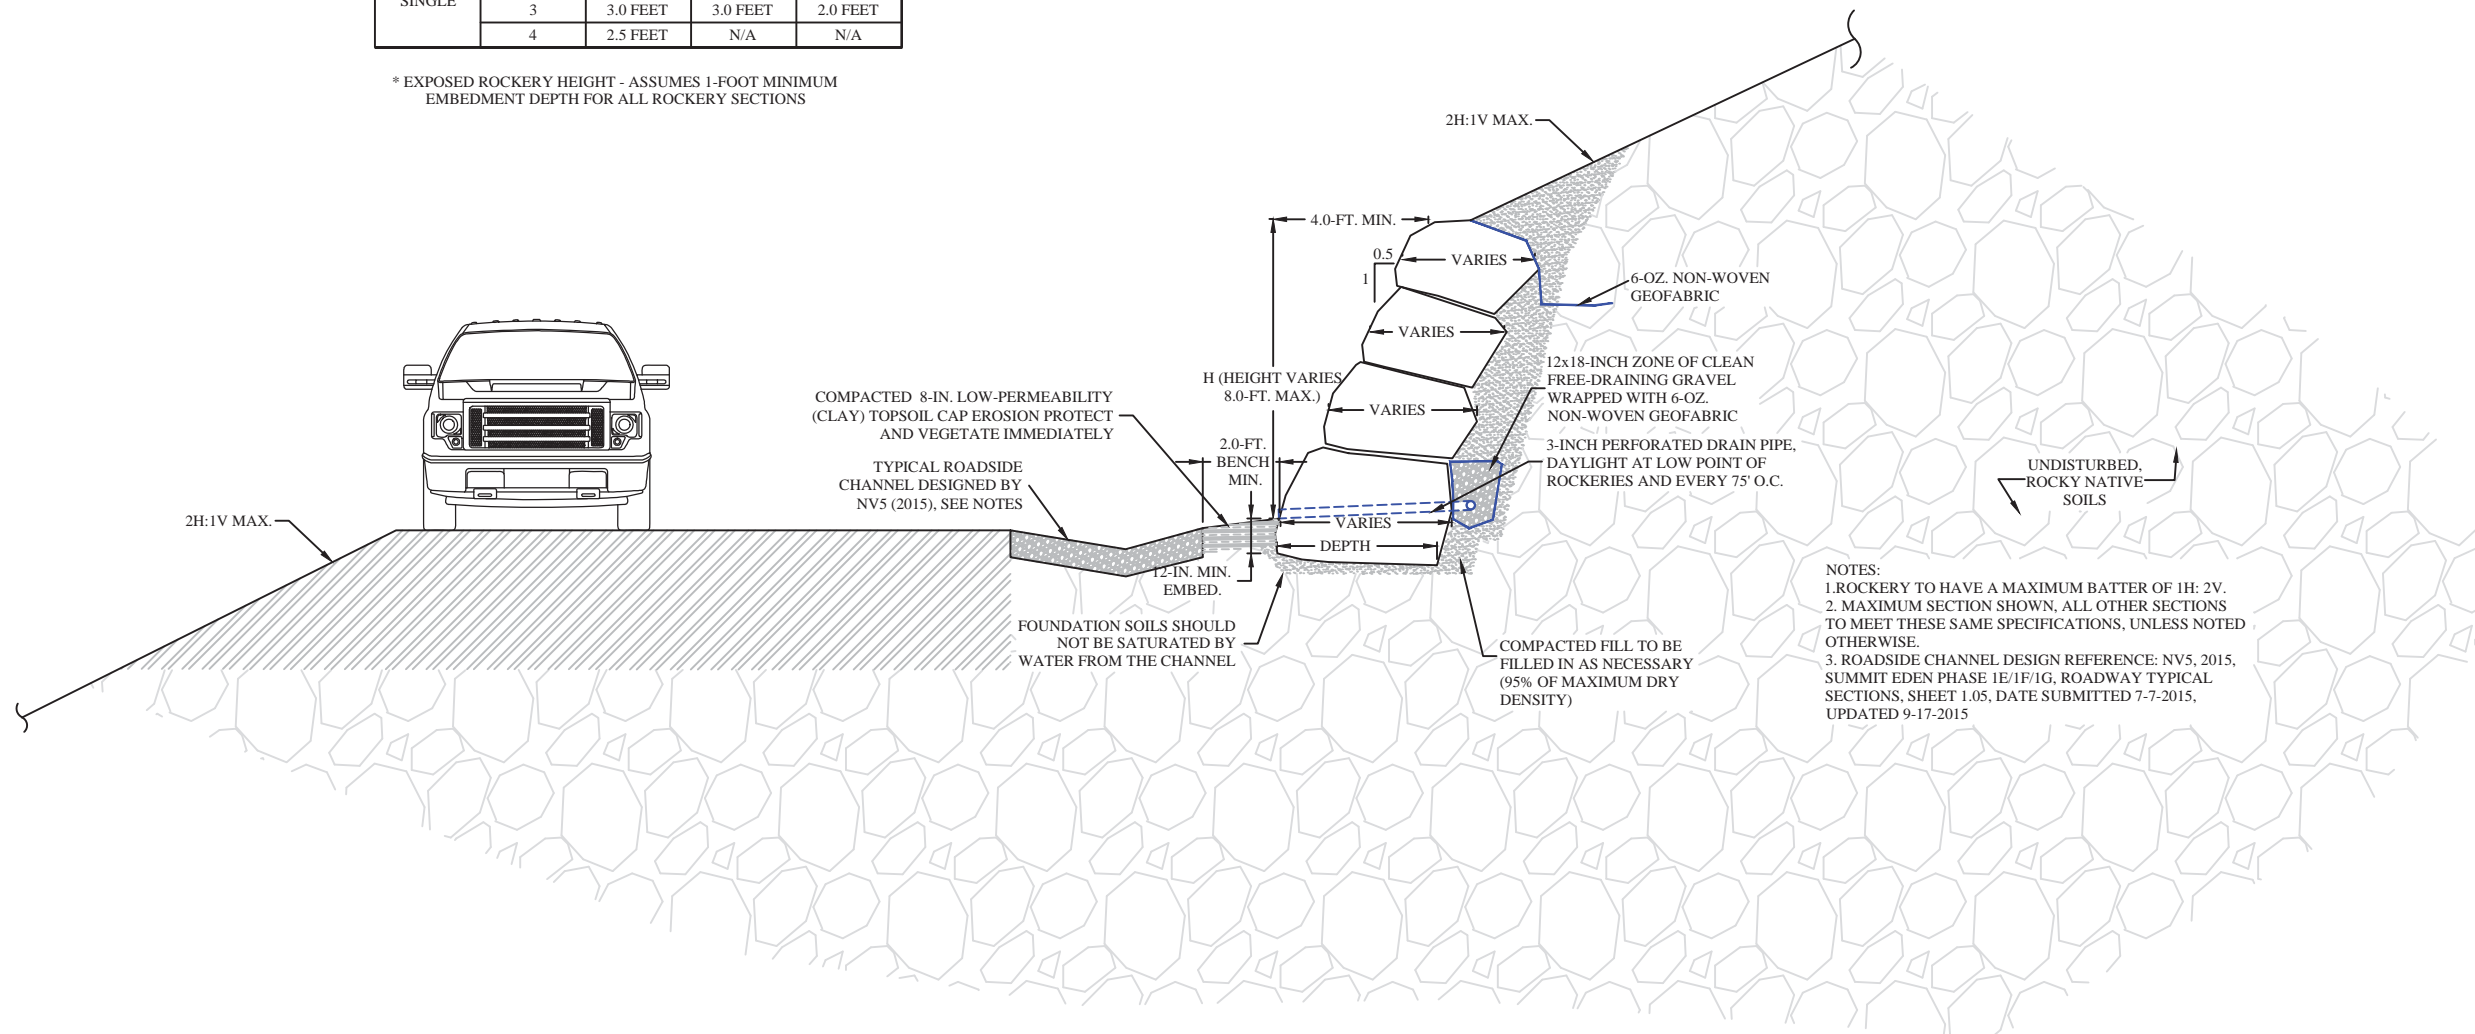 SINGLE
3 3.0 FEET 3.0 FEET 2.0 FEET
4 2.5 FEET N/A N/A
* EXPOSED ROCKERY HEIGHT - ASSUMES 1-FOOT MINIMUM
EMBEDMENT DEPTH FOR ALL ROCKERY SECTIONS
2H:1V MAX.
4.0-FT. MIN.
0.5
1
VARIES
6-OZ. NON-WOVEN
GEOFABRIC
VARIES
H (HEIGHT VARIES
8.0-FT. MAX.)
12x18-INCH ZONE OF CLEAN
FREE-DRAINING GRAVEL
WRAPPED WITH 6-OZ.
NON-WOVEN GEOFABRIC
VARIES
COMPACTED 8-IN. LOW-PERMEABILITY
(CLAY) TOPSOIL CAP EROSION PROTECT
AND VEGETATE IMMEDIATELY
2.0-FT.
BENCH
MIN.
3-INCH PERFORATED DRAIN PIPE,
DAYLIGHT AT LOW POINT OF
ROCKERIES AND EVERY 75' O.C.
TYPICAL ROADSIDE
CHANNEL DESIGNED BY
NV5 (2015), SEE NOTES
UNDISTURBED,
ROCKY NATIVE
SOILS
2H:1V MAX.
VARIES
DEPTH
12-IN. MIN.
EMBED.
FOUNDATION SOILS SHOULD
NOT BE SATURATED BY
WATER FROM THE CHANNEL
COMPACTED FILL TO BE
FILLED IN AS NECESSARY
(95% OF MAXIMUM DRY
DENSITY)
NOTES:
1.ROCKERY TO HAVE A MAXIMUM BATTER OF 1H: 2V.
2. MAXIMUM SECTION SHOWN, ALL OTHER SECTIONS
TO MEET THESE SAME SPECIFICATIONS, UNLESS NOTED
OTHERWISE.
3. ROADSIDE CHANNEL DESIGN REFERENCE: NV5, 2015,
SUMMIT EDEN PHASE 1E/1F/1G, ROADWAY TYPICAL
SECTIONS, SHEET 1.05, DATE SUBMITTED 7-7-2015,
UPDATED 9-17-2015